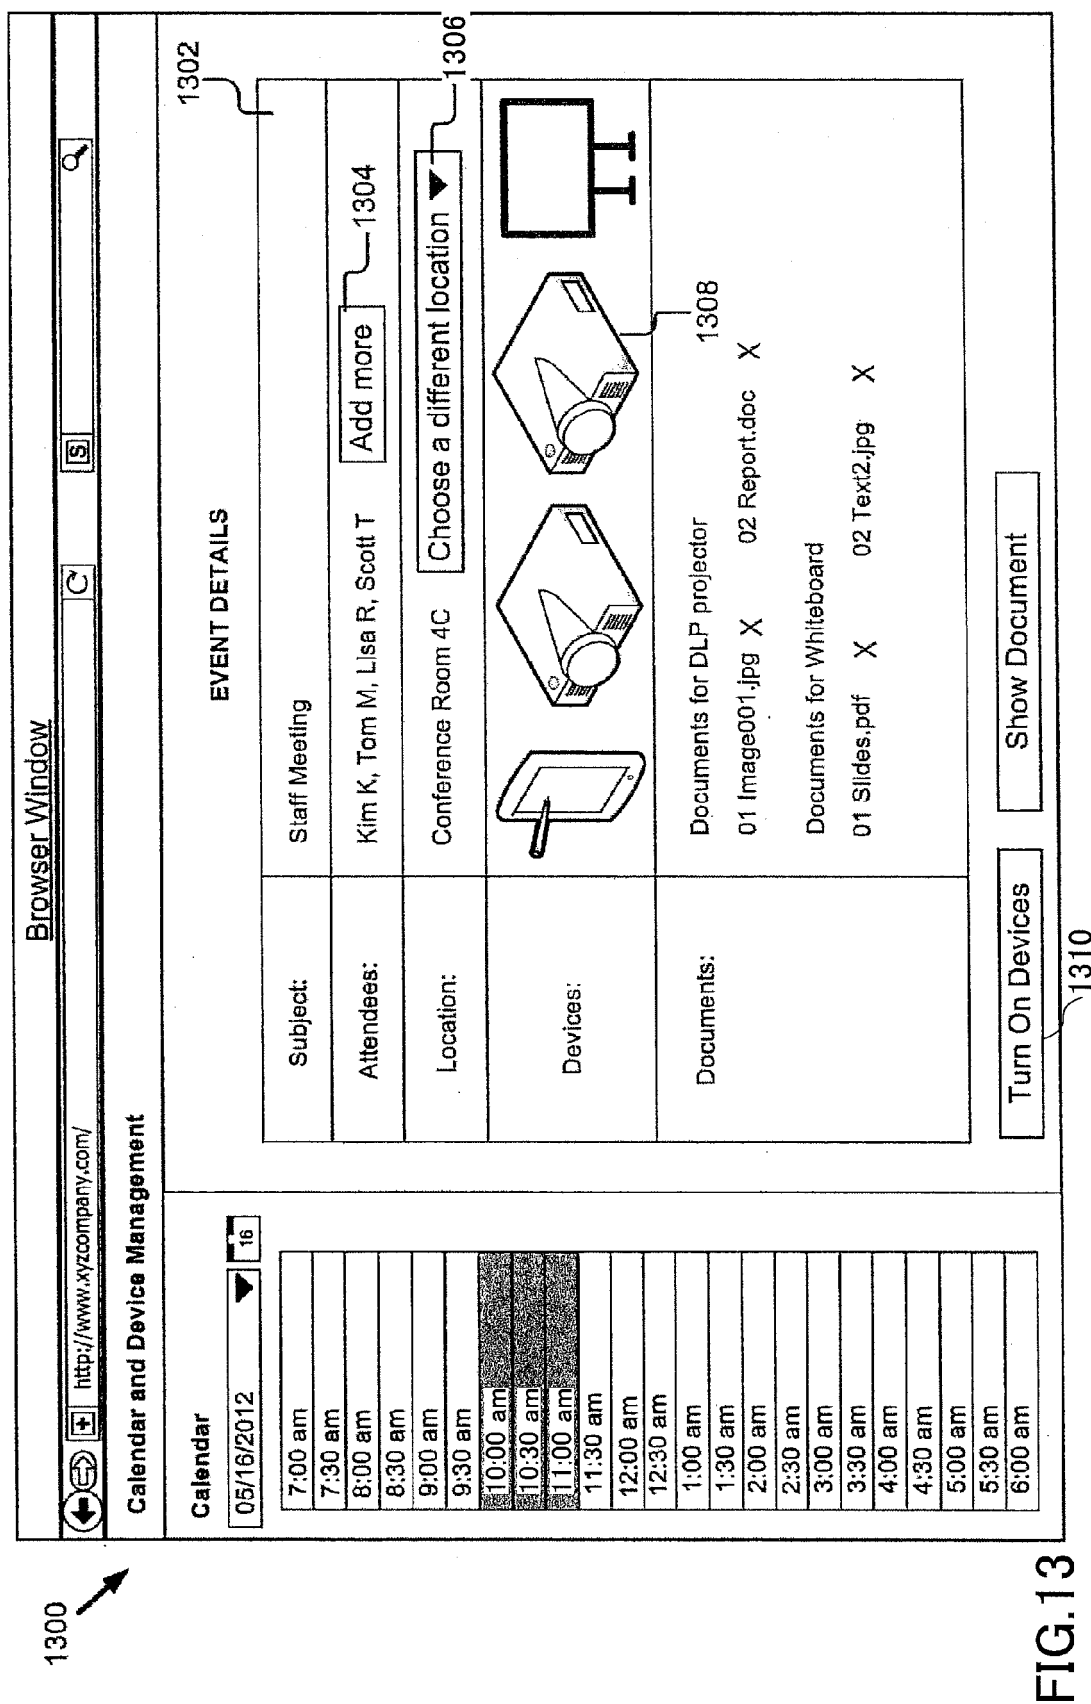 1300
Browser Window
+ http://www.xyzcompany.com/
S
Calendar and Device Management
Calendar
05/16/2012
16
7:00 am
7:30 am
8:00 am
8:30 am
9:00 am
9:30 am
10:00 am
10:30 am
11:00 am
11:30 am
12:00 am
12:30 am
1:00 am
1:30 am
2:00 am
2:30 am
3:00 am
3:30 am
4:00 am
4:30 am
5:00 am
5:30 am
6:00 am
EVENT DETAILS
1302
Subject: Staff Meeting
Attendees: Kim K, Tom M, Lisa R, Scott T Add more
1304
Location: Conference Room 4C Choose a different location
1306
Devices:
1308
Documents: Documents for DLP projector
01 Image001.jpg X 02 Report.doc X
Documents for Whiteboard
01 Slides.pdf X 02 Text2.jpg X
Turn On Devices Show Document
1310
FIG.13